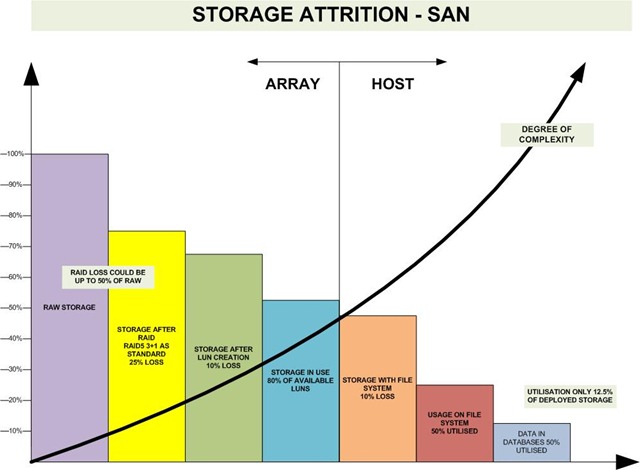 STORAGE ATTRITION - SAN
ARRAY
HOST
DEGREE OF
COMPLEXITY
100%
90%
80%
70%
60%
50%
40%
30%
20%
10%
RAID LOSS COULD BE
UP TO 50% OF RAW
RAW STORAGE
STORAGE AFTER
RAID
RAID5 3+1 AS
STANDARD
25% LOSS
STORAGE AFTER
LUN CREATION
10% LOSS
STORAGE IN USE
80% OF AVAILABLE
LUNS
STORAGE WITH FILE
SYSTEM
10% LOSS
USAGE ON FILE
SYSTEM
50% UTILISED
UTILISATION ONLY 12.5%
OF DEPLOYED STORAGE
DATA IN
DATABASES 50%
UTILISED